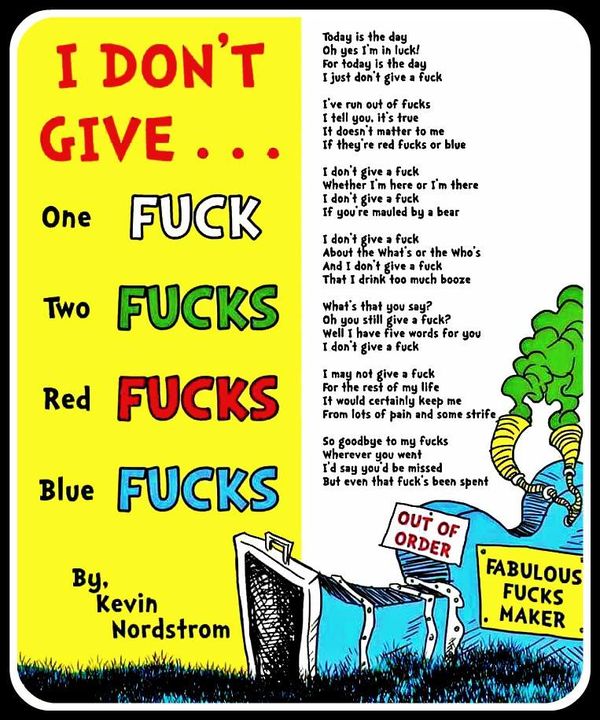 I DON'T
GIVE . . .
One FUCK
Two FUCKS
Red FUCKS
Blue FUCKS
By,
Kevin
Nordstrom
Today is the day
Oh yes I'm in luck!
For today is the day
I just don't give a fuck
I've run out of fucks
I tell you, it's true
It doesn't matter to me
If they're red fucks or blue
I don't give a fuck
Whether I'm here or I'm there
I don't give a fuck
If you're mauled by a bear
I don't give a fuck
About the What's or the Who's
And I don't give a fuck
That I drink too much booze
What's that you say?
Oh you still give a fuck?
Well I have five words for you
I don't give a fuck
I may not give a fuck
For the rest of my life
It would certainly keep me
From lots of pain and some strife
So goodbye to my fucks
Wherever you went
I'd say you'd be missed
But even that fuck's been spent
OUT OF
ORDER
FABULOUS
FUCKS
MAKER